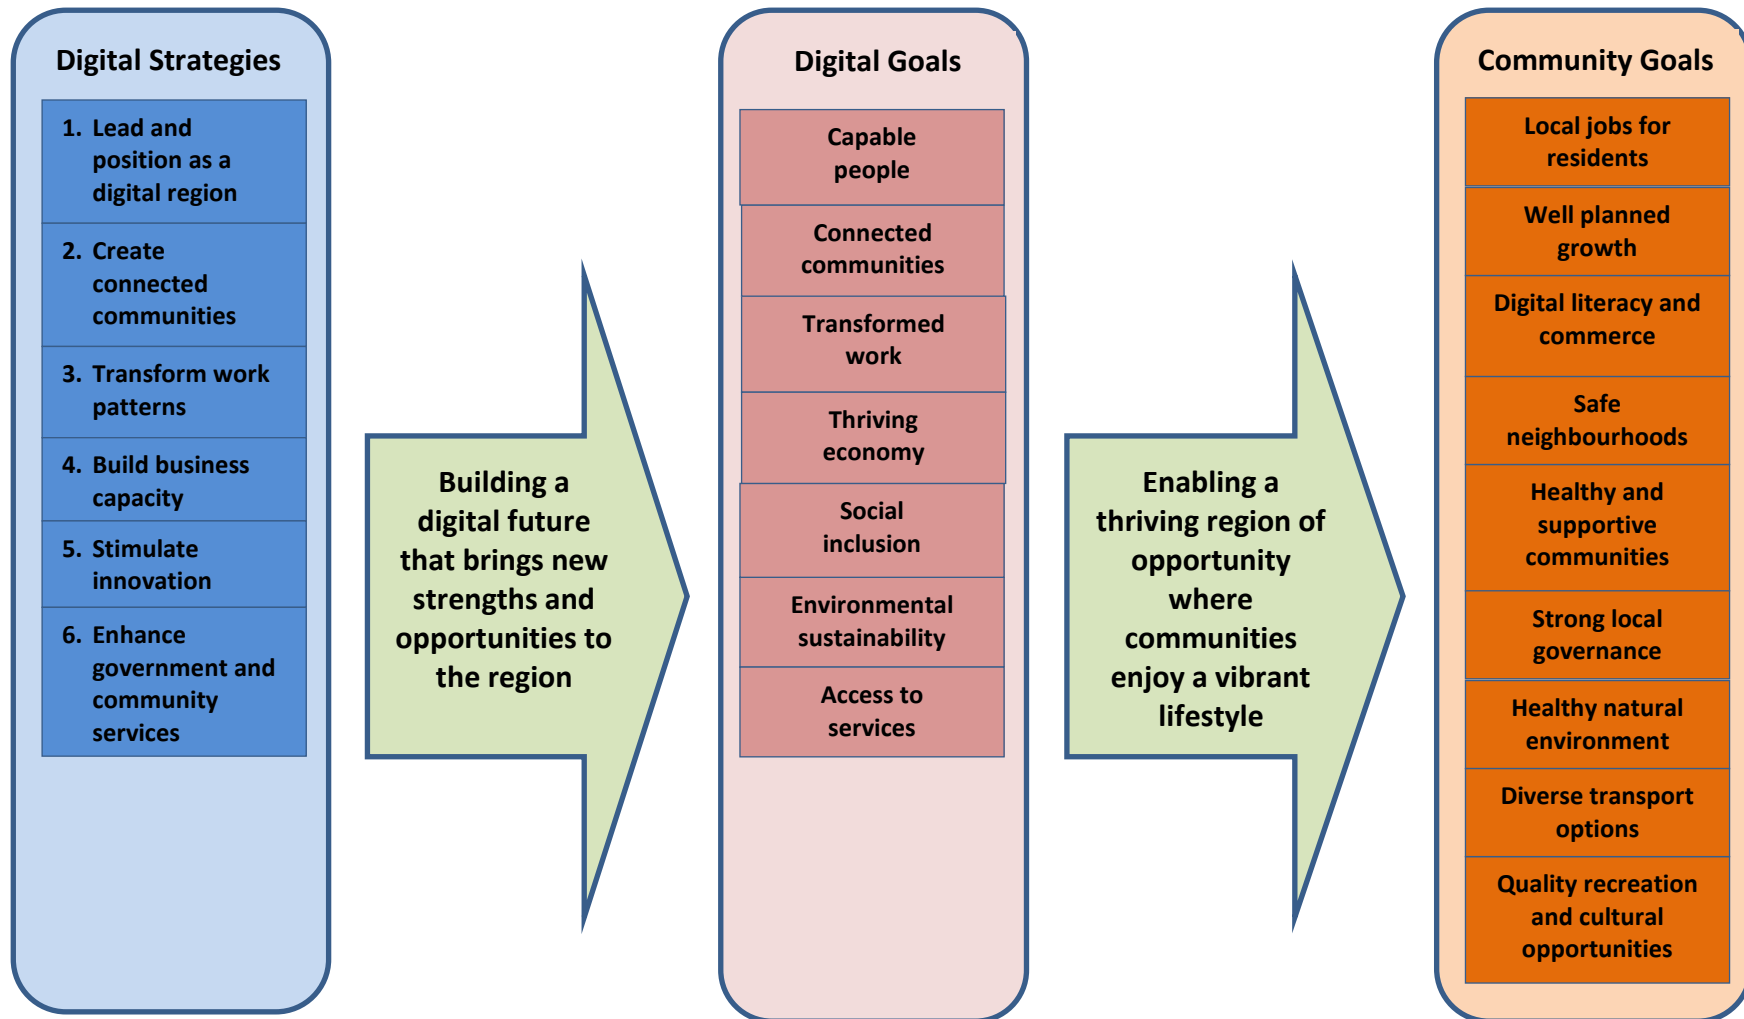 Digital Strategies
1. Lead and
position as a
digital region
2. Create
connected
communities
3. Transform work
patterns
4. Build business
capacity
5. Stimulate
innovation
6. Enhance
government and
community
services
Building a
digital future
that brings new
strengths and
opportunities to
the region
Digital Goals
Capable
people
Connected
communities
Transformed
work
Thriving
economy
Social
inclusion
Environmental
sustainability
Access to
services
Enabling a
thriving region of
opportunity
where
communities
enjoy a vibrant
lifestyle
Community Goals
Local jobs for
residents
Well planned
growth
Digital literacy and
commerce
Safe
neighbourhoods
Healthy and
supportive
communities
Strong local
governance
Healthy natural
environment
Diverse transport
options
Quality recreation
and cultural
opportunities